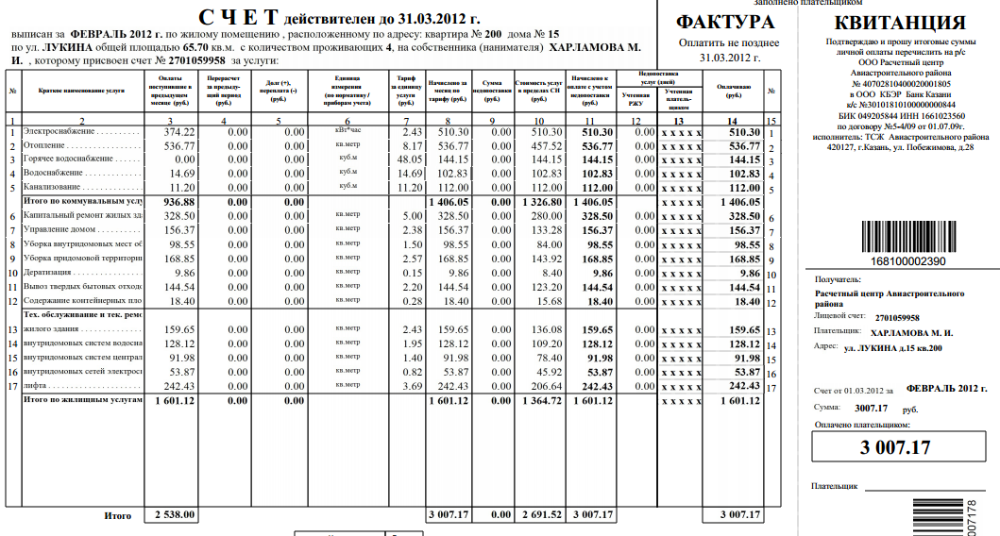 Заполнено плательщиком
СЧЕТ действителен до 31.03.2012 г.
выписан за ФЕВРАЛЬ 2012 г. по жилому помещению , расположенному по адресу: квартира № 200 дома № 15
по ул. ЛУКИНА общей площадью 65.70 кв.м. с количеством проживающих 4, на собственника (нанимателя) ХАРЛАМОВА М.
И. , которому присвоен счет № 2701059958 за услуги:
ФАКТУРА
Оплатить не позднее
31.03.2012 г.
№ Краткое наименование услуги Оплаты поступившие в предыдущем месяце (руб.) Перерасчет за предыду-щий период (руб.) Долг (+), переплата (-) (руб.) Единица измерения (по нормативу / приборам учета) Тариф за единицу услуги (руб.) Начислено за месяц по тарифу (руб.) Сумма недопоставки (руб.) Стоимость услуг в пределах СН (руб.) Начислено к оплате с учетом недопоставки (руб.) Недопоставка услуг (дней) Учтенная РЖУ Учтенная платель-щиком Оплачиваю (руб.) №
1 2 3 4 5 6 7 8 9 10 11 12 13 14 15
1 Электроснабжение . . . . . . . . . 374.22 0.00 0.00 кВт*час 2.43 510.30 0.00 510.30 510.30 0.00 x x x x x 510.30 1
2 Отопление . . . . . . . . . 536.77 0.00 0.00 кв.метр 8.17 536.77 0.00 457.52 536.77 0.00 x x x x x 536.77 2
3 Горячее водоснабжение . . . . . 0.00 0.00 0.00 куб.м 48.05 144.15 0.00 144.15 144.15 0.00 x x x x x 144.15 3
4 Водоснабжение . . . . . . . . . 14.69 0.00 0.00 куб.м 14.69 102.83 0.00 102.83 102.83 0.00 x x x x x 102.83 4
5 Канализование . . . . . . . . . 11.20 0.00 0.00 куб.м 11.20 112.00 0.00 112.00 112.00 0.00 x x x x x 112.00 5
Итого по коммунальным услу 936.88 0.00 0.00 1 406.05 0.00 1 326.80 1 406.05 x x x x x 1 406.05
6 Капитальный ремонт жилых зда 328.50 0.00 0.00 кв.метр 5.00 328.50 0.00 280.00 328.50 0.00 x x x x x 328.50 6
7 Управление домом . . . . . . . 156.37 0.00 0.00 кв.метр 2.38 156.37 0.00 133.28 156.37 0.00 x x x x x 156.37 7
8 Уборка внутридомовых мест об 98.55 0.00 0.00 кв.метр 1.50 98.55 0.00 84.00 98.55 0.00 x x x x x 98.55 8
9 Уборка придомовой территори 168.85 0.00 0.00 кв.метр 2.57 168.85 0.00 143.92 168.85 0.00 x x x x x 168.85 9
10 Дератизация . . . . . . . . . 9.86 0.00 0.00 кв.метр 0.15 9.86 0.00 8.40 9.86 0.00 x x x x x 9.86 10
11 Вывоз твердых бытовых отходо 144.54 0.00 0.00 кв.метр 2.20 144.54 0.00 123.20 144.54 0.00 x x x x x 144.54 11
12 Содержание контейнерных пло 18.40 0.00 0.00 кв.метр 0.28 18.40 0.00 15.68 18.40 0.00 x x x x x 18.40 12
Тех. обслуживание и тек. ремо
13 жилого здания . . . . . . . . . 159.65 0.00 0.00 кв.метр 2.43 159.65 0.00 136.08 159.65 0.00 x x x x x 159.65 13
14 внутридомовых систем водосна 128.12 0.00 0.00 кв.метр 1.95 128.12 0.00 109.20 128.12 0.00 x x x x x 128.12 14
15 внутридомовых систем централ 91.98 0.00 0.00 кв.метр 1.40 91.98 0.00 78.40 91.98 0.00 x x x x x 91.98 15
16 внутридомовых сетей электросн 53.87 0.00 0.00 кв.метр 0.82 53.87 0.00 45.92 53.87 0.00 x x x x x 53.87 16
17 лифта . . . . . . . . . 242.43 0.00 0.00 кв.метр 3.69 242.43 0.00 206.64 242.43 0.00 x x x x x 242.43 17
Итого по жилищным услугам 1 601.12 0.00 0.00 1 601.12 0.00 1 364.72 1 601.12 x x x x x 1 601.12
Итого 2 538.00 3 007.17 0.00 2 691.52 3 007.17 3 007.17
КВИТАНЦИЯ
Подтверждаю и прошу итоговые суммы
личной оплаты перечислить на р/с
ООО Расчетный центр
Авиастроительного района
№ 40702810400020001805
в ООО КБЭР Банк Казани
к/с №30101810100000000844
БИК 049205844 ИНН 1661023560
по договору №5-4/09 от 01.07.09г.
исполнитель: ТСЖ Авиастроительного района
420127, г.Казань, ул. Побежимова, д.28
168100002390
Получатель:
Расчетный центр Авиастроительного
района
Лицевой счет: 2701059958
Плательщик: ХАРЛАМОВА М. И.
Адрес: ул. ЛУКИНА д.15 кв.200
Счет от 01.03.2012 за ФЕВРАЛЬ 2012 г.
Сумма: 3007.17 руб.
Оплачено плательщиком:
3 007.17
Плательщик
007178